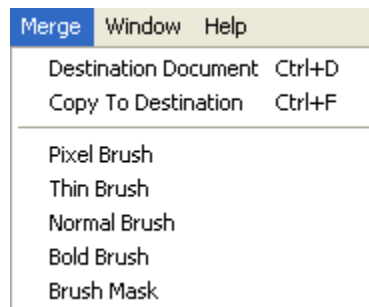 Merge Window Help
Destination Document Ctrl+D
Copy To Destination Ctrl+F
Pixel Brush
Thin Brush
Normal Brush
Bold Brush
Brush Mask